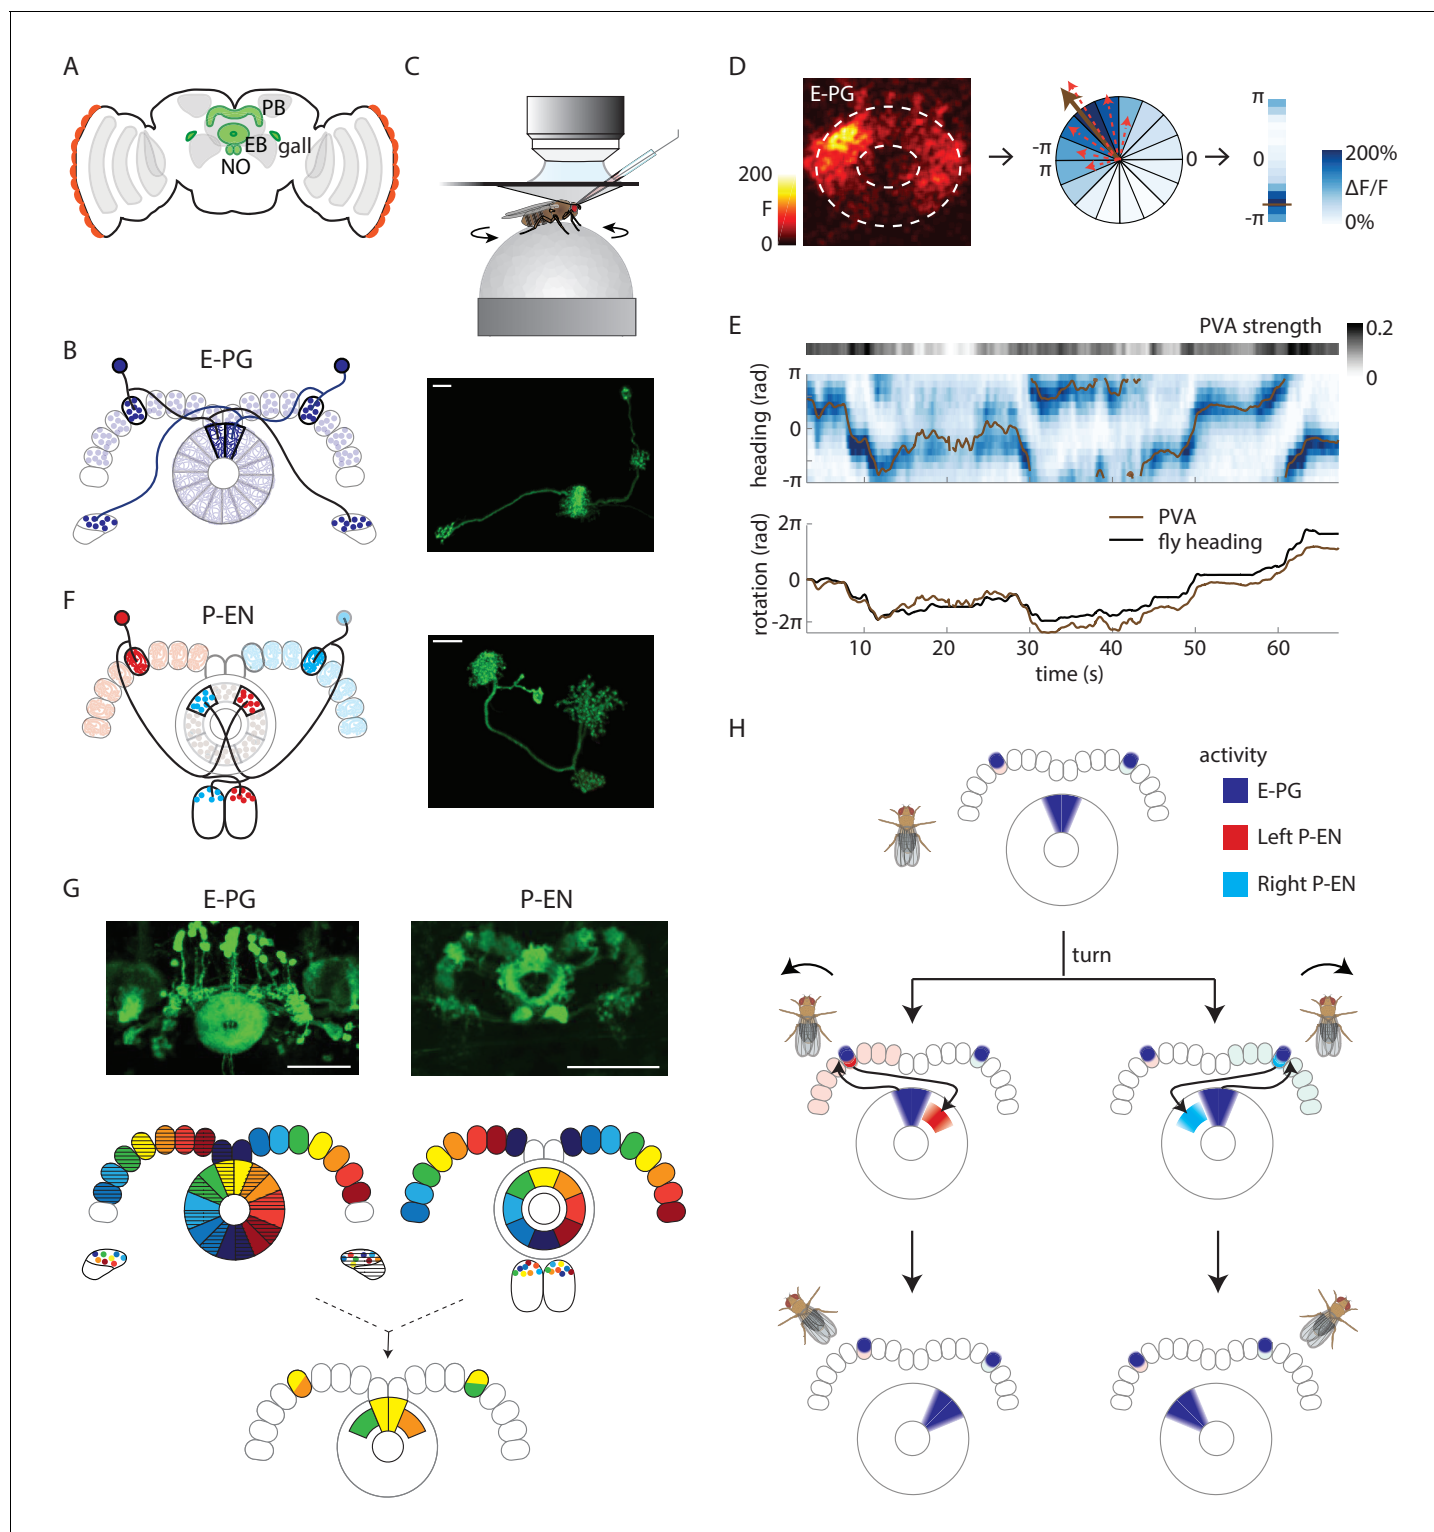 A
PB
EB
gall
NO
C
D
E-PG
200
F
0
-π
π
0
π
0
-π
200%
ΔF/F
0%
B
E-PG
E
PVA strength
0.2
0
π
0
-π
heading (rad)
2π
0
-2π
rotation (rad)
PVA
fly heading
10
20
30
40
50
60
time (s)
F
P-EN
G
E-PG
P-EN
H
activity
E-PG
Left P-EN
Right P-EN
turn